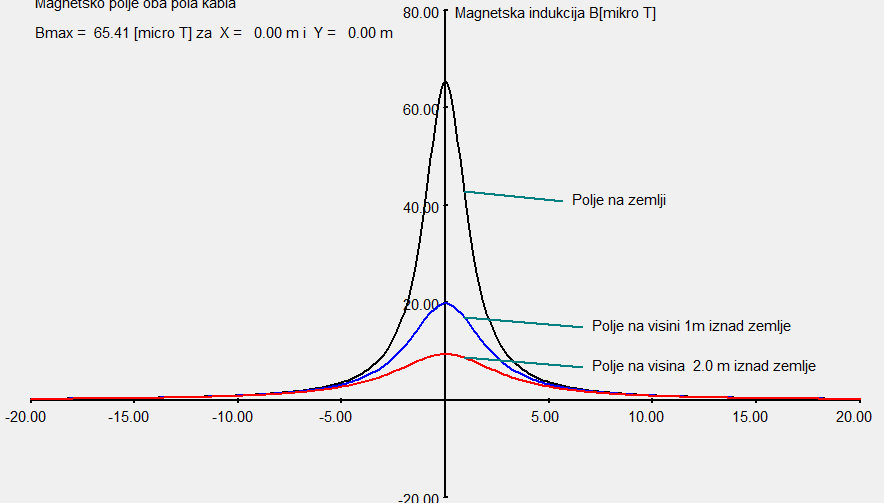 Magnetsko polje oba pola kabla
Bmax = 65.41 [micro T] za X = 0.00 m i Y = 0.00 m
80.00
Magnetska indukcija B[mikro T]
60.00
Polje na zemlji
40.00
20.00
Polje na visini 1m iznad zemlje
Polje na visina 2.0 m iznad zemlje
-20.00 -15.00 -10.00 -5.00 5.00 10.00 15.00 20.00
-20.00